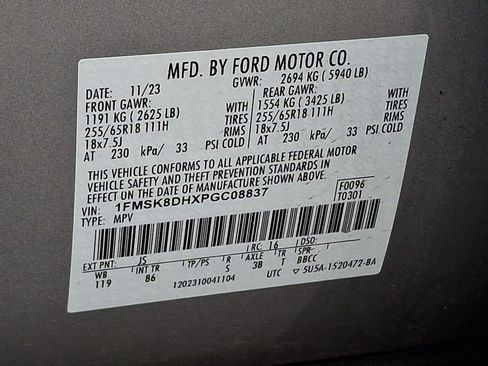 MFD. BY FORD MOTOR CO.
DATE: 11/23 GVWR: 2694 KG ( 5940 LB)
FRONT GAWR: REAR GAWR:
1191 KG ( 2625 LB) WITH 1554 KG ( 3425 LB) WITH
255/65R18 111H TIRES 255/65R18 111H TIRES
18x7.5J RIMS 18x7.5J RIMS
AT 230 kPa/ 33 PSI COLD AT 230 kPa/ 33 PSI COLD
THIS VEHICLE CONFORMS TO ALL APPLICABLE FEDERAL MOTOR
VEHICLE SAFETY AND THEFT PREVENTION STANDARDS IN
EFFECT ON THE DATE OF MANUFACTURE SHOWN ABOVE.
VIN: 1FMSK8DHXPGC08837 F0096
TYPE: MPV T0301
EXT PNT: JS RC: 16 DSO:
WB INT TR TP/PS R AXLE TR SPR
119 86 S 3B T BBCC
1202310041104 UTC ▽ 5U5A-1520472-BA